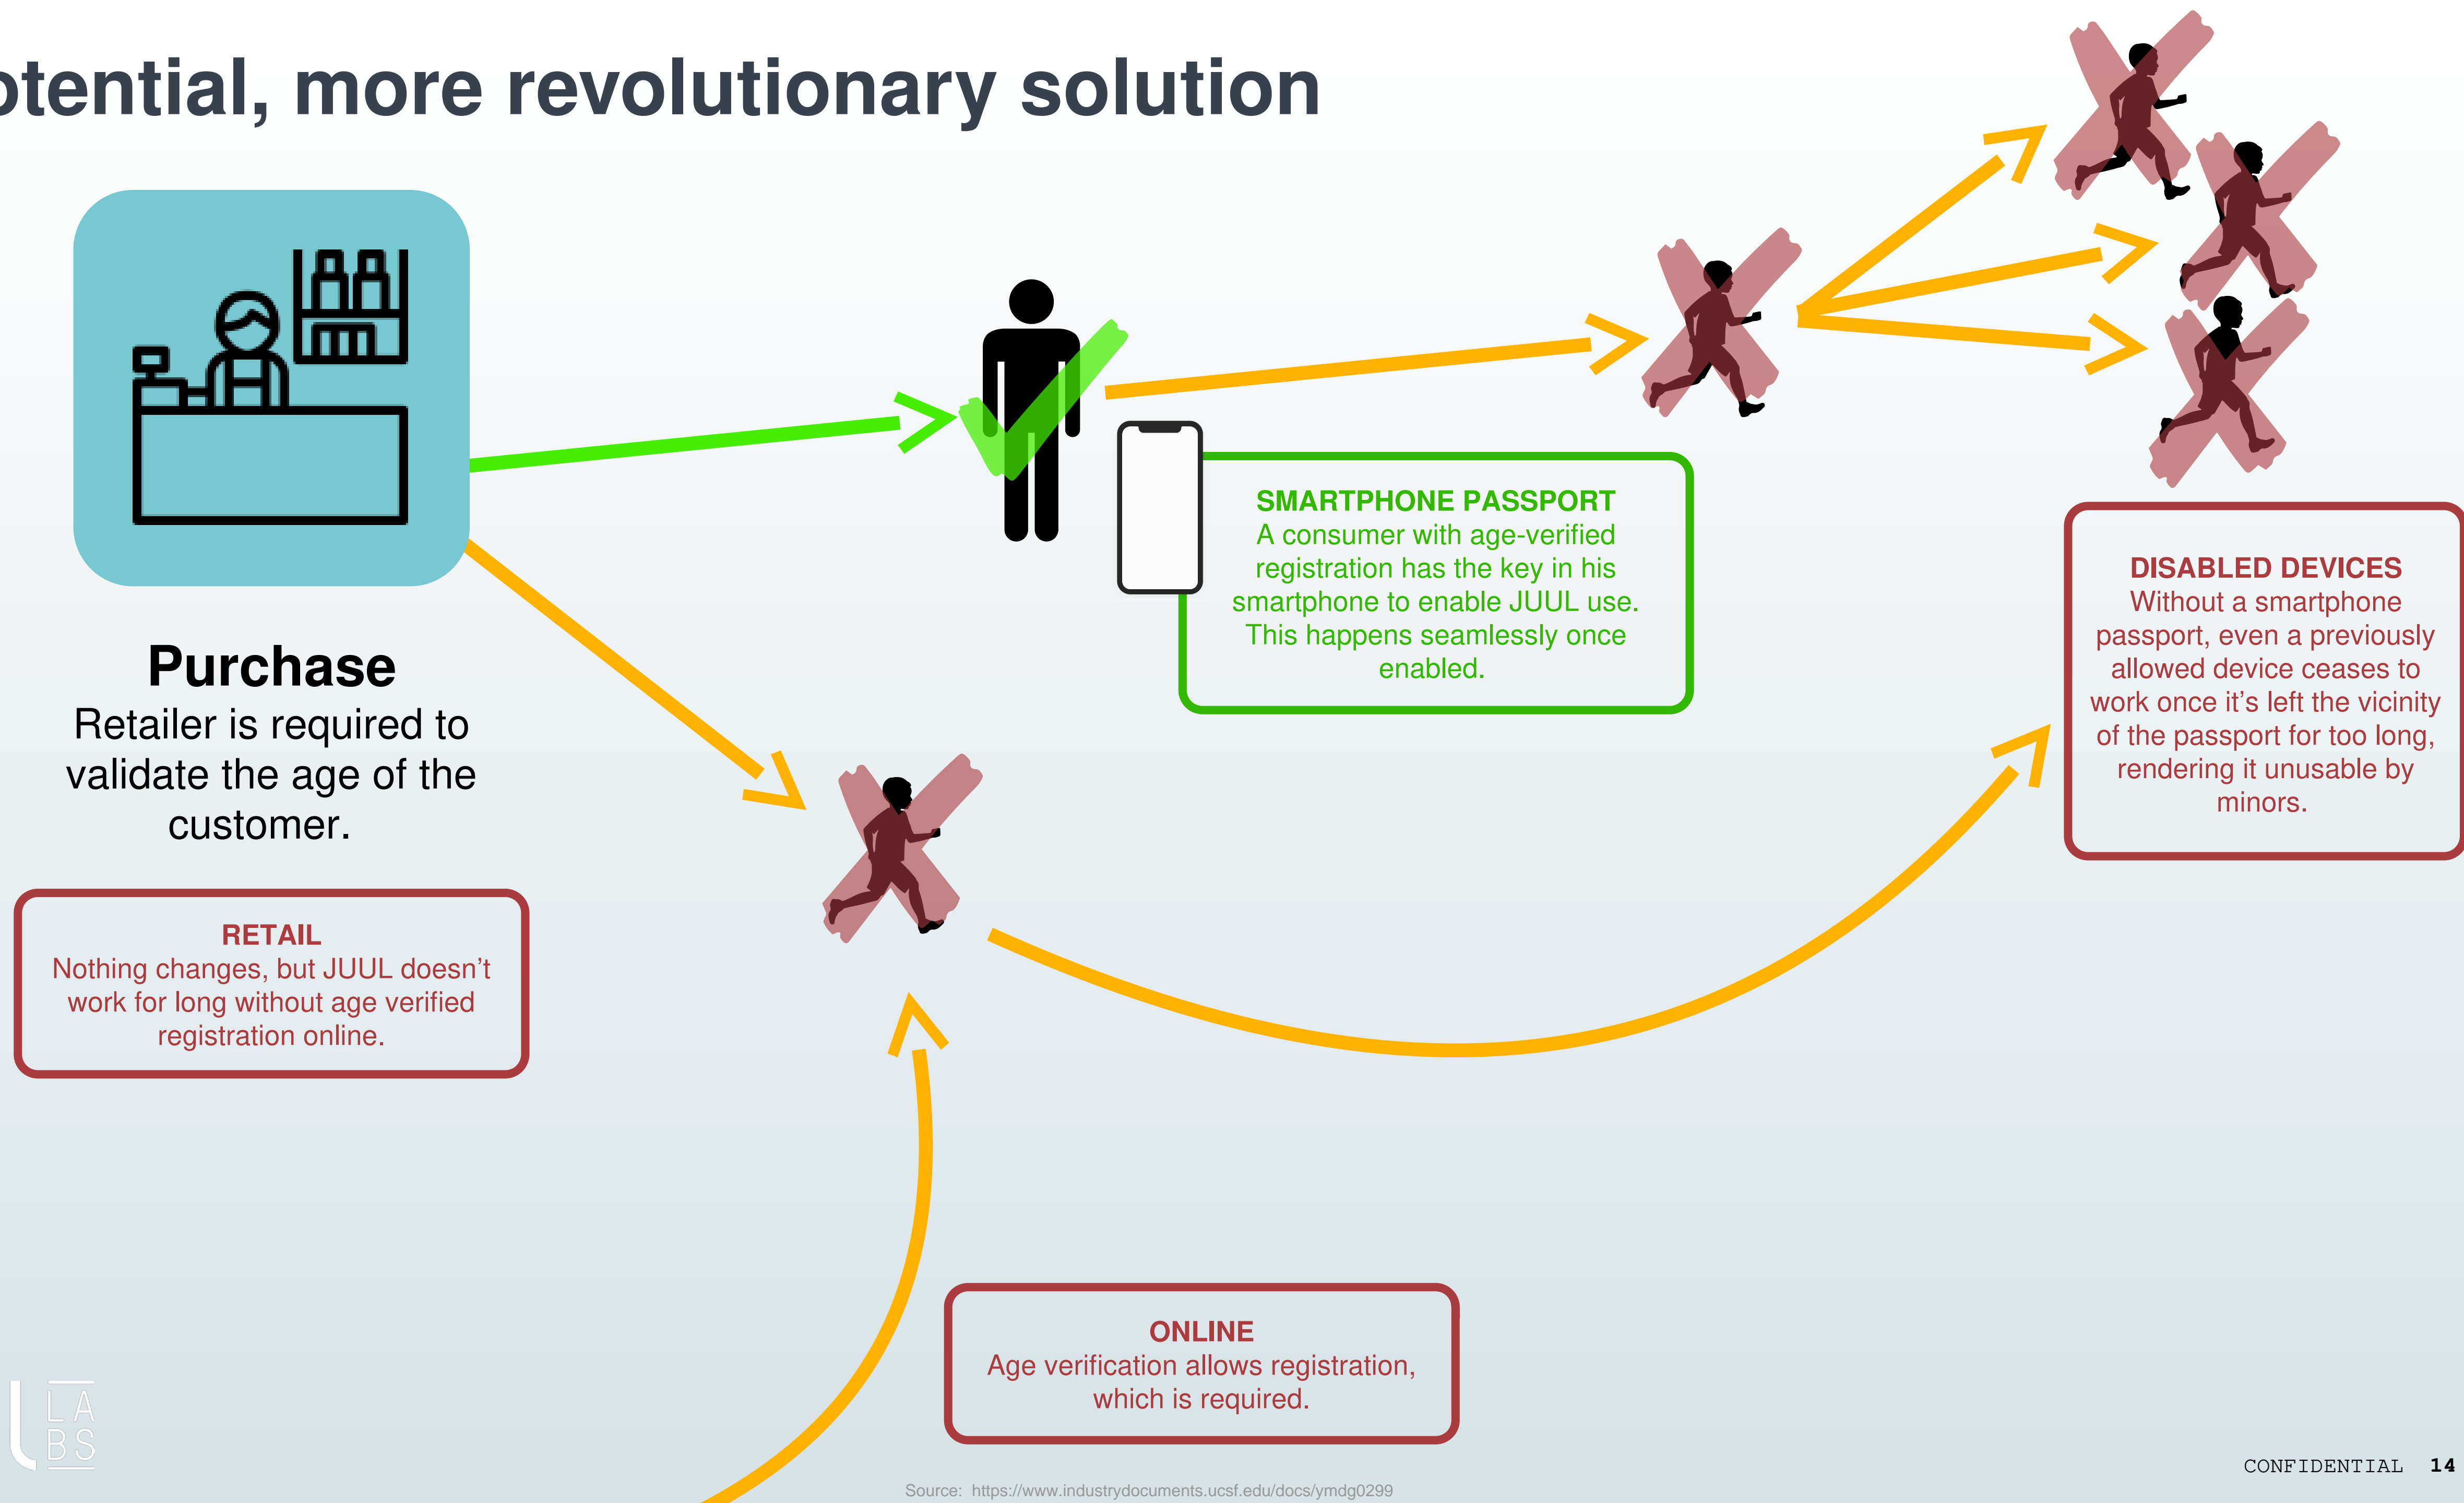 otential, more revolutionary solution
Purchase
Retailer is required to
validate the age of the
customer.
RETAIL
Nothing changes, but JUUL doesn’t
work for long without age verified
registration online.
SMARTPHONE PASSPORT
A consumer with age-verified
registration has the key in his
smartphone to enable JUUL use.
This happens seamlessly once
enabled.
DISABLED DEVICES
Without a smartphone
passport, even a previously
allowed device ceases to
work once it’s left the vicinity
of the passport for too long,
rendering it unusable by
minors.
ONLINE
Age verification allows registration,
which is required.
LA
BS
CONFIDENTIAL 14
Source: https://www.industrydocuments.ucsf.edu/docs/ymdg0299